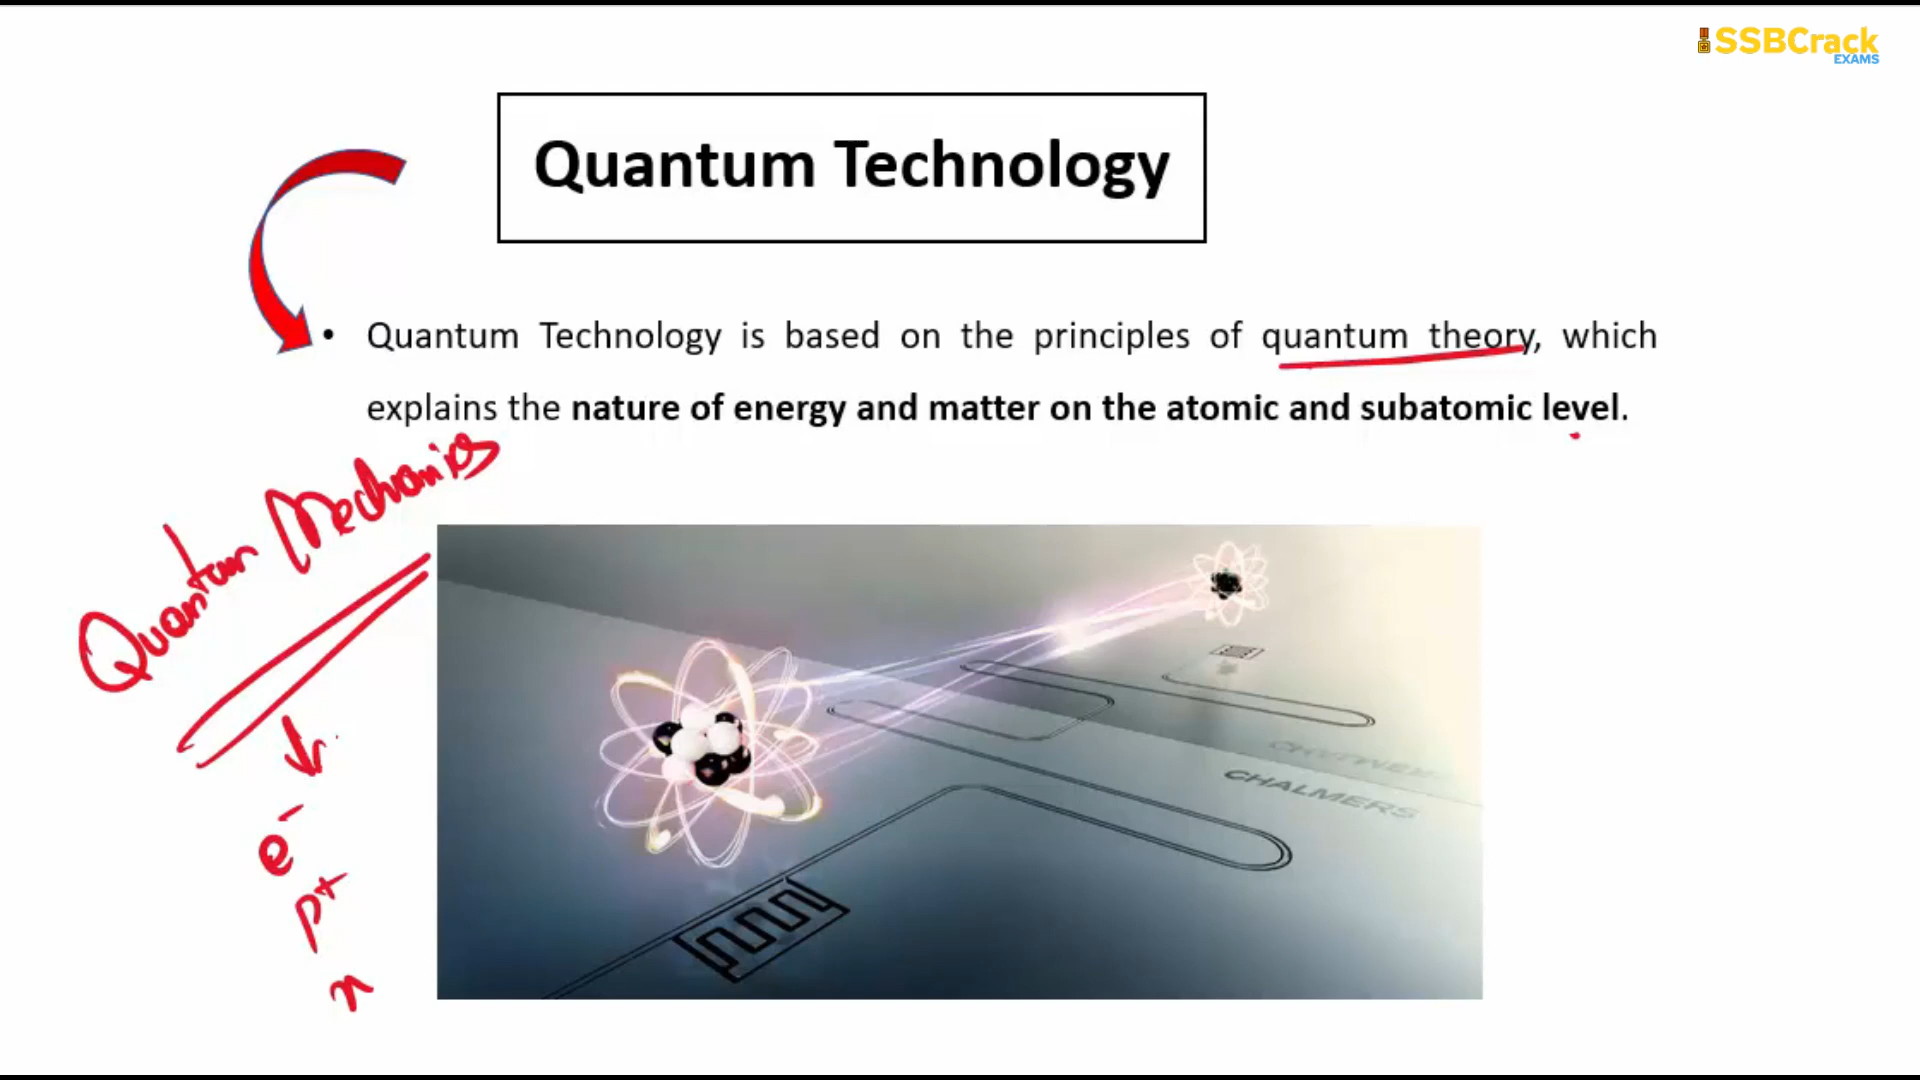 SSBCrack
EXAMS
Quantum Technology
• Quantum Technology is based on the principles of quantum theory, which
explains the nature of energy and matter on the atomic and subatomic level.
Quantum Mechanics
e-
p+
n
CHALMERS